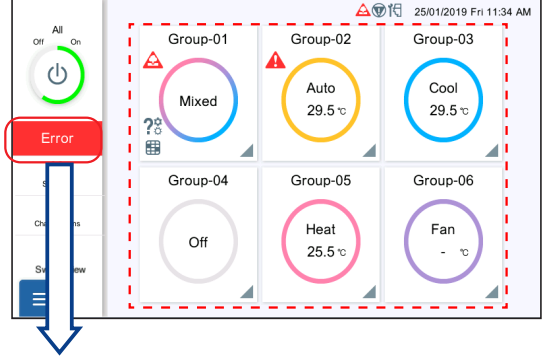 25/01/2019 Fri 11:34 AM
All
Off
On
Error
Group-01
Mixed
Group-02
Auto
29.5 ℃
Group-03
Cool
29.5 ℃
Group-04
Off
Group-05
Heat
25.5 ℃
Group-06
Fan
- ℃